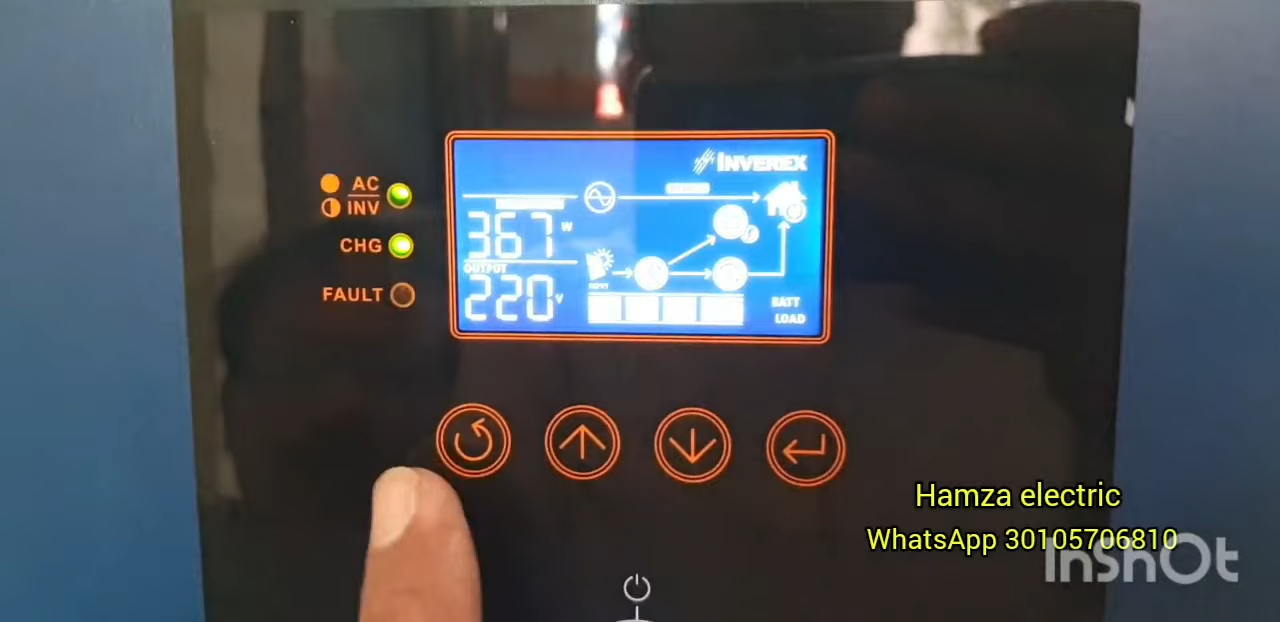 INVEREX
AC
INV
CHG
FAULT
367 W
OUTPUT
220 V
BATT
LOAD
Hamza electric
WhatsApp 30105706810
InShOt